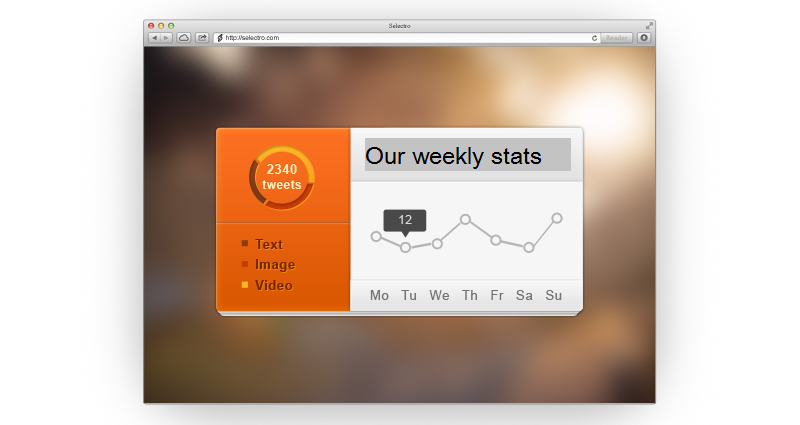 Selectro
http://selectro.com
Reader
2340
tweets
Our weekly stats
12
Text
Image
Video
Mo Tu We Th Fr Sa Su